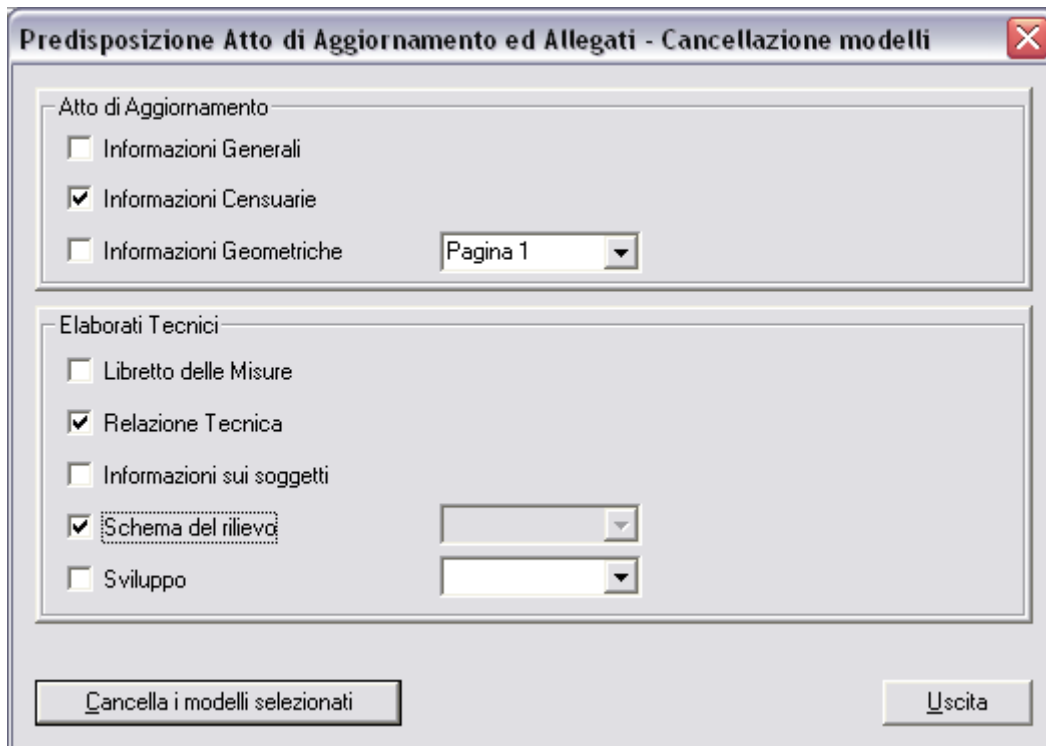 Predisposizione Atto di Aggiornamento ed Allegati - Cancellazione modelli
Atto di Aggiornamento
Informazioni Generali
Informazioni Censuarie
Informazioni Geometriche Pagina 1
Elaborati Tecnici
Libretto delle Misure
Relazione Tecnica
Informazioni sui soggetti
Schema del rilievo
Sviluppo
Cancella i modelli selezionati Uscita